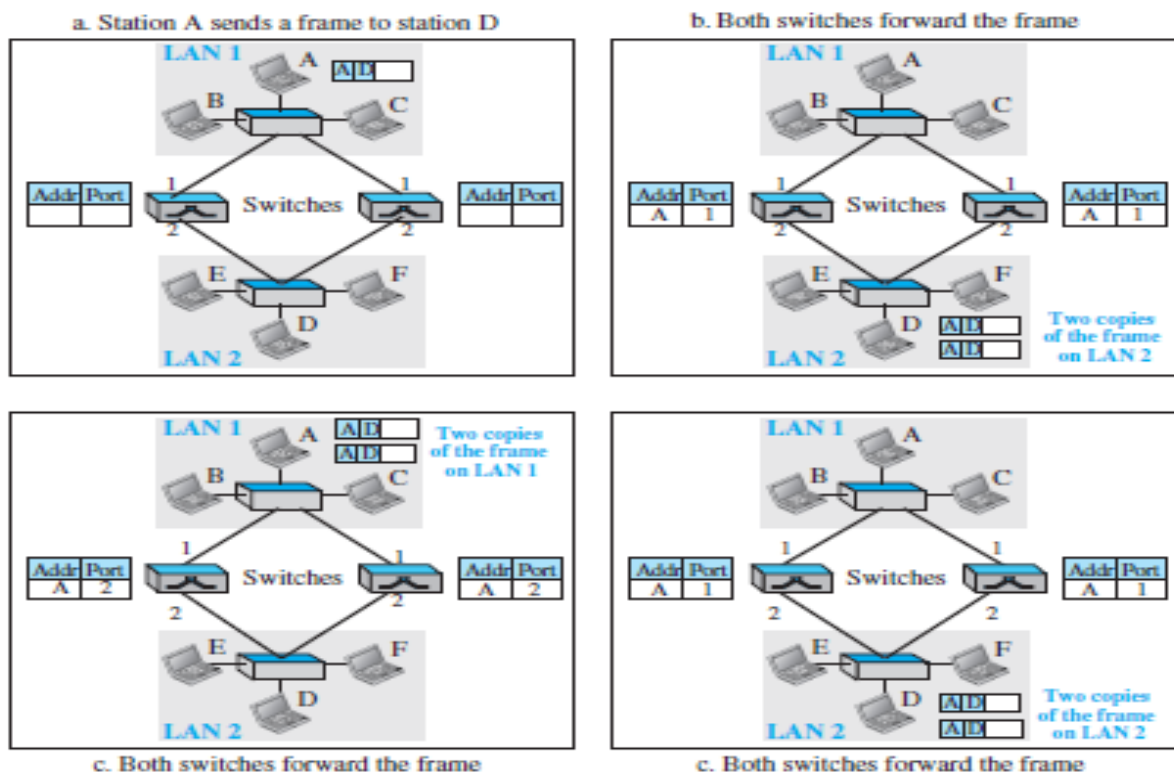 a. Station A sends a frame to station D
LAN 1
A
A D
B
C
1
1
Addr Port
Switches
Addr Port
2
2
E
F
D
LAN 2
b. Both switches forward the frame
LAN 1
A
B
C
1
1
Addr Port
Switches
Addr Port
A 1
A 1
2
2
E
F
D
A D
A D
Two copies
of the frame
on LAN 2
LAN 2
LAN 1
A
A D
A D
Two copies
of the frame
on LAN 1
B
C
1
1
Addr Port
Switches
Addr Port
A 2
A 2
2
2
E
F
D
LAN 2
c. Both switches forward the frame
LAN 1
A
B
C
1
1
Addr Port
Switches
Addr Port
A 1
A 1
2
2
E
F
D
A D
A D
Two copies
of the frame
on LAN 2
LAN 2
c. Both switches forward the frame